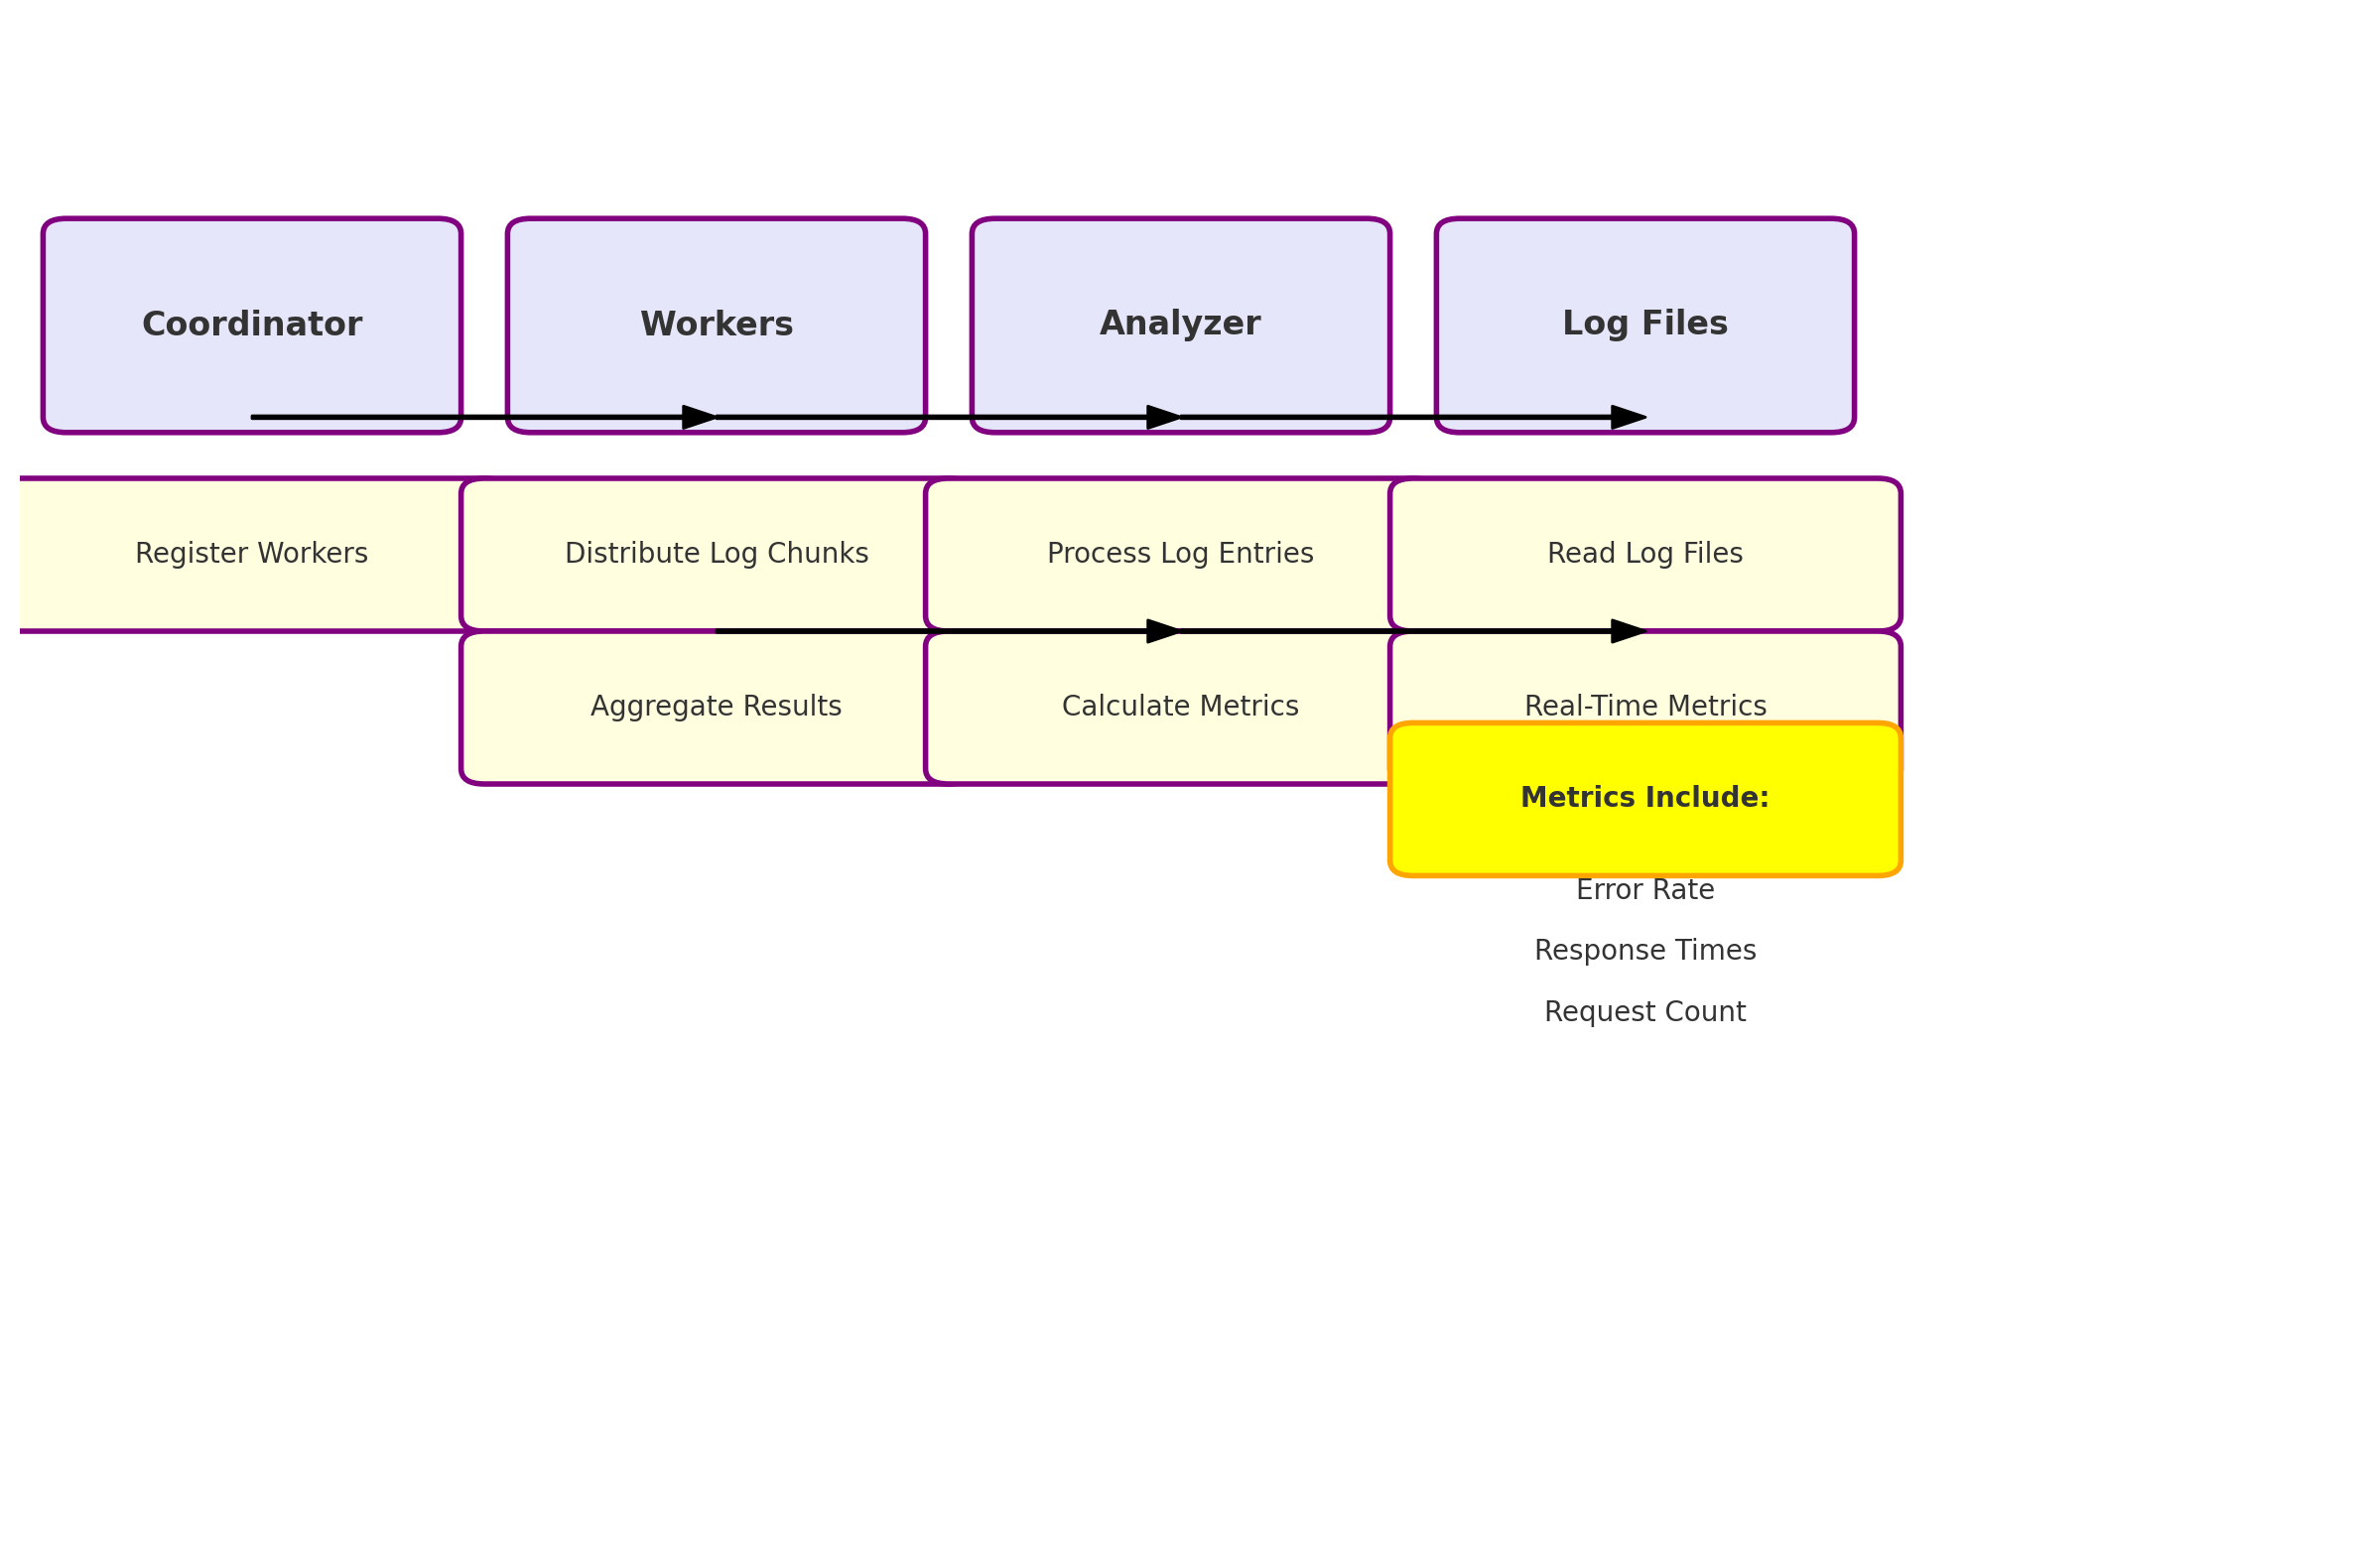 Coordinator
Workers
Analyzer
Log Files
Register Workers
Distribute Log Chunks
Process Log Entries
Read Log Files
Aggregate Results
Calculate Metrics
Real-Time Metrics
Metrics Include:
Error Rate
Response Times
Request Count